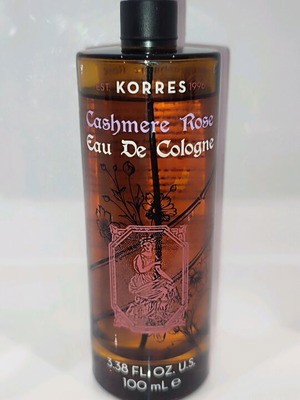 EST. KORRES 1996
Cashmere Rose
Eau De Cologne
3.38 FL. OZ. U.S.
100 mL e